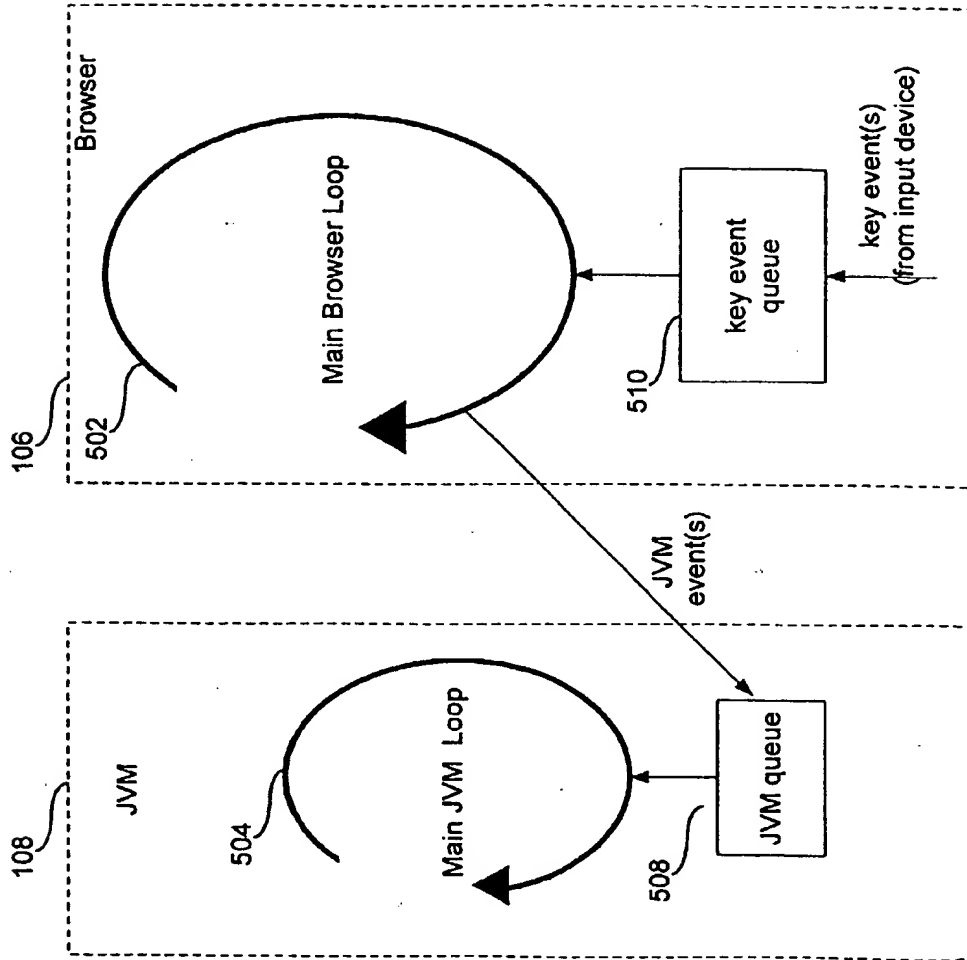 108
JVM
504
Main JVM Loop
508
JVM queue
JVM
event(s)
106
Browser
502
Main Browser Loop
510
key event
queue
key event(s)
(from input device)